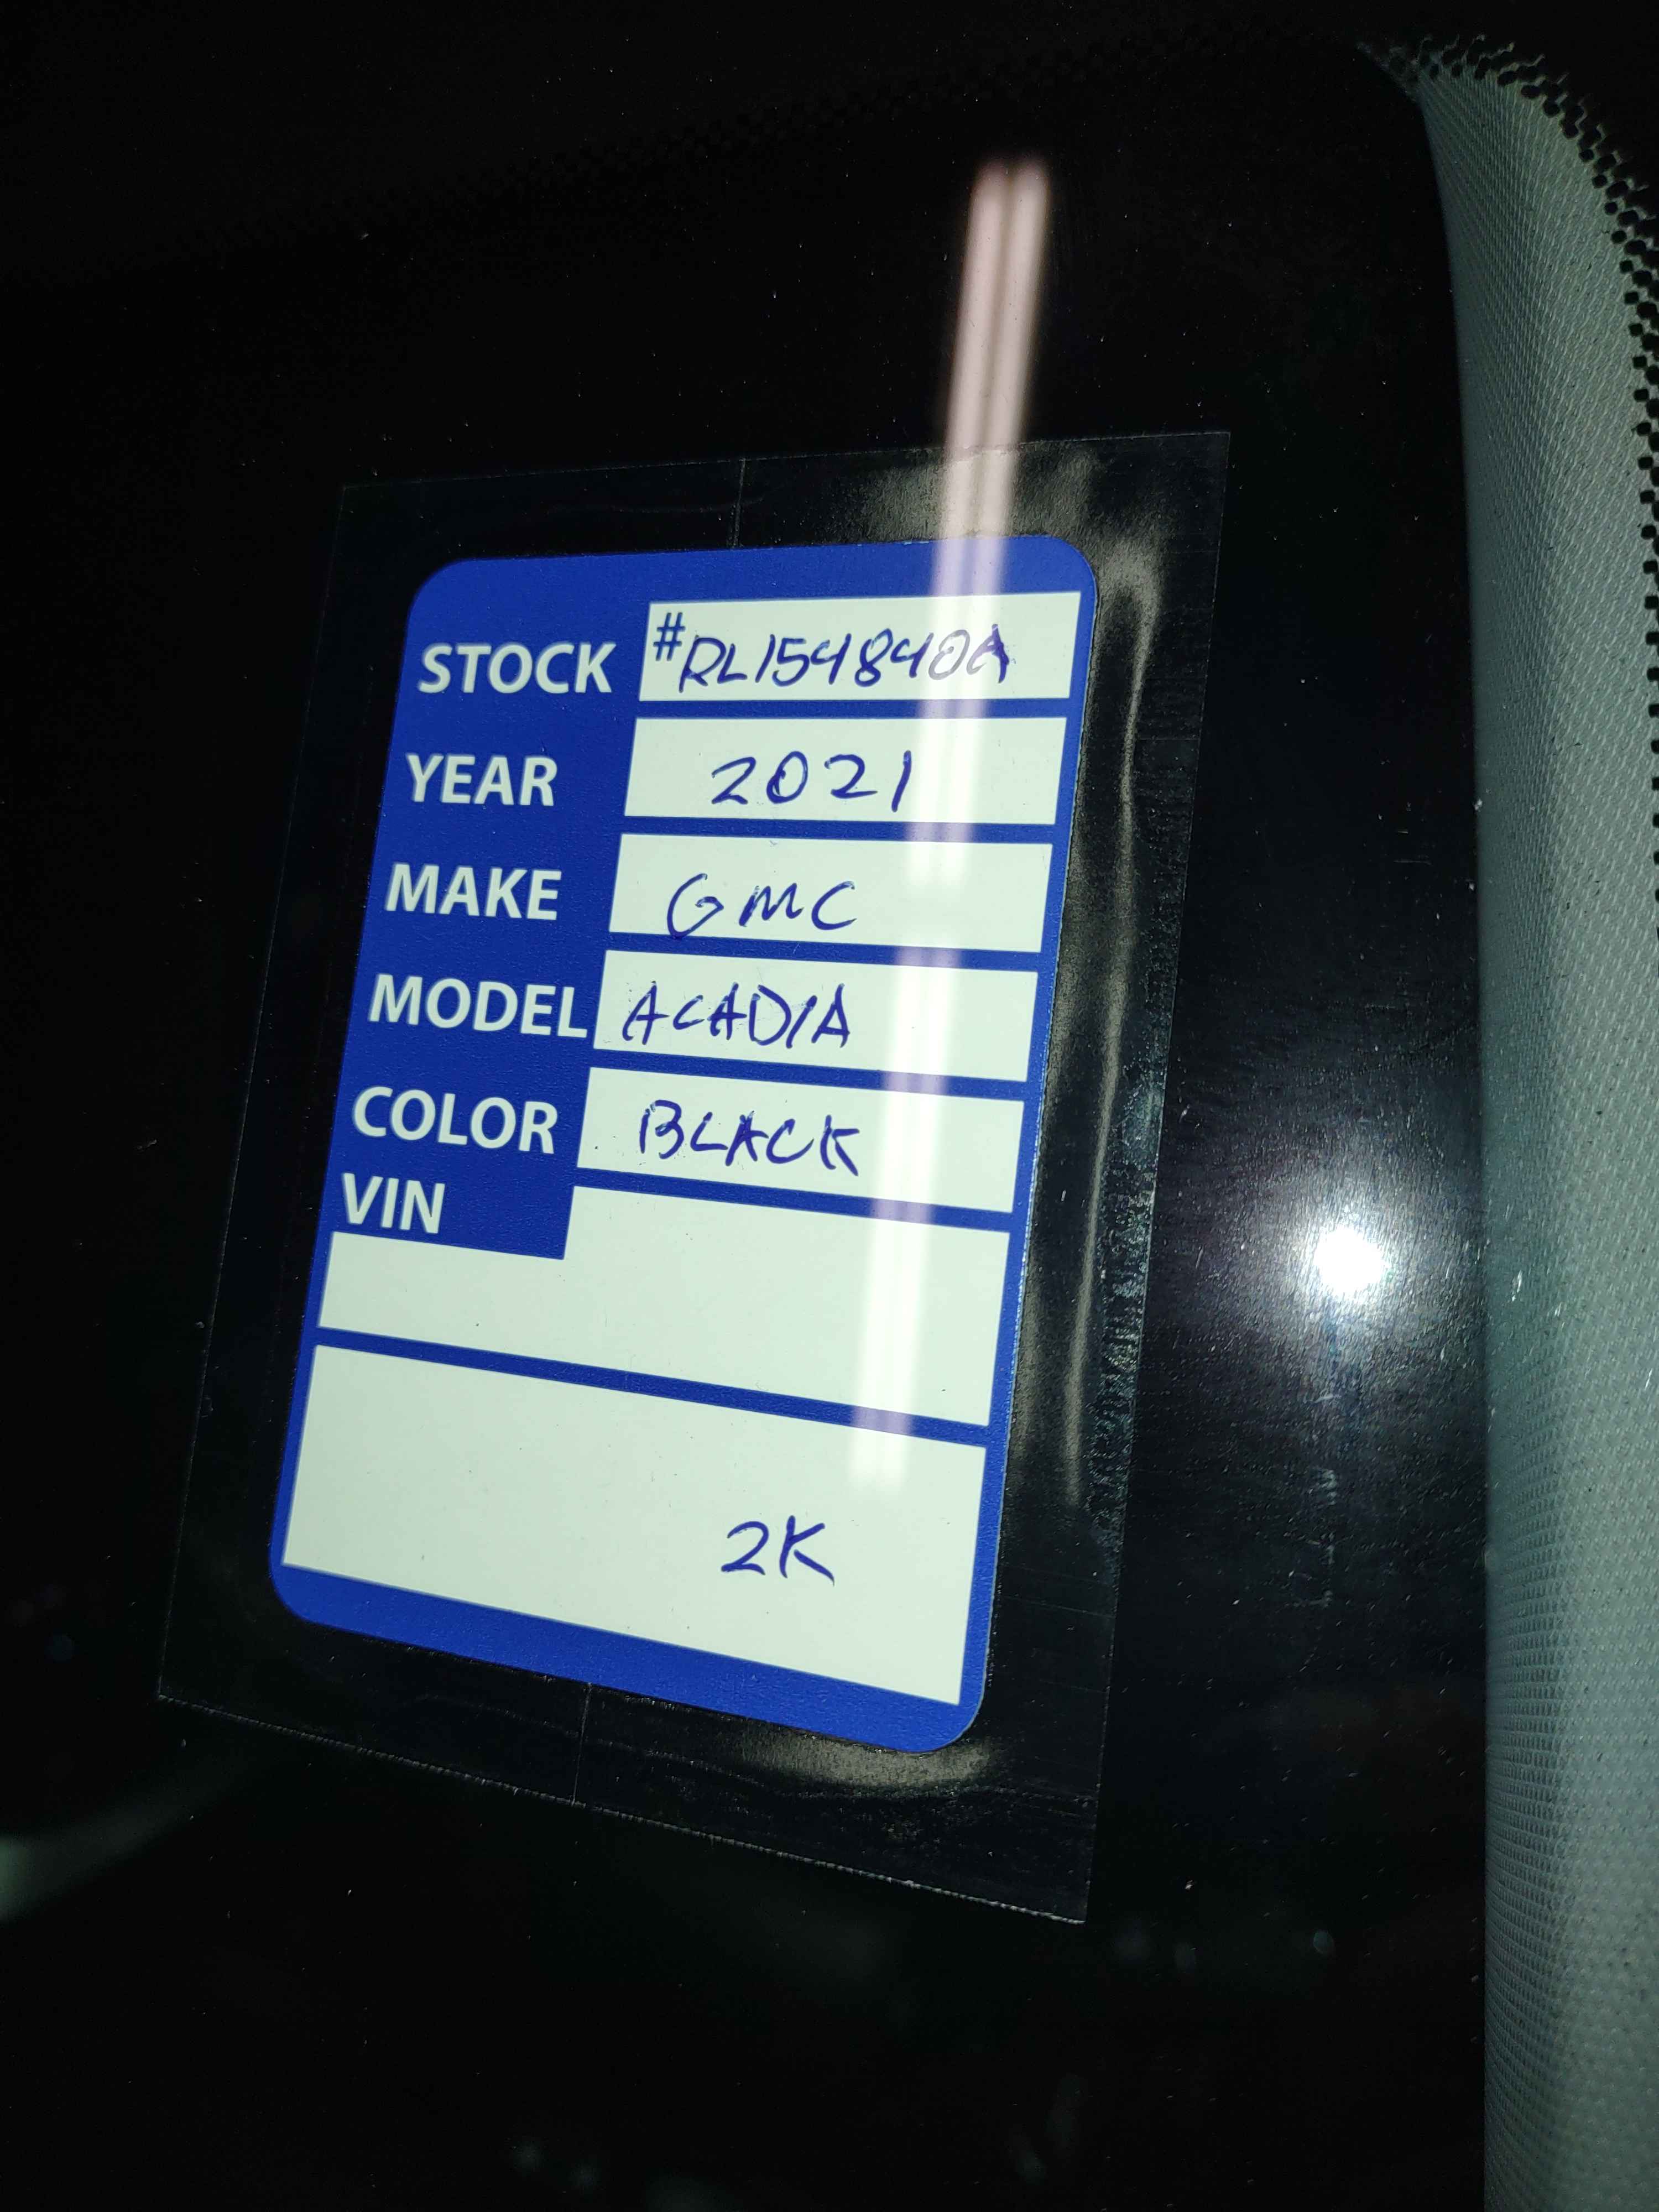 STOCK #RL154840A
YEAR 2021
MAKE GMC
MODEL ACADIA
COLOR BLACK
VIN
2K